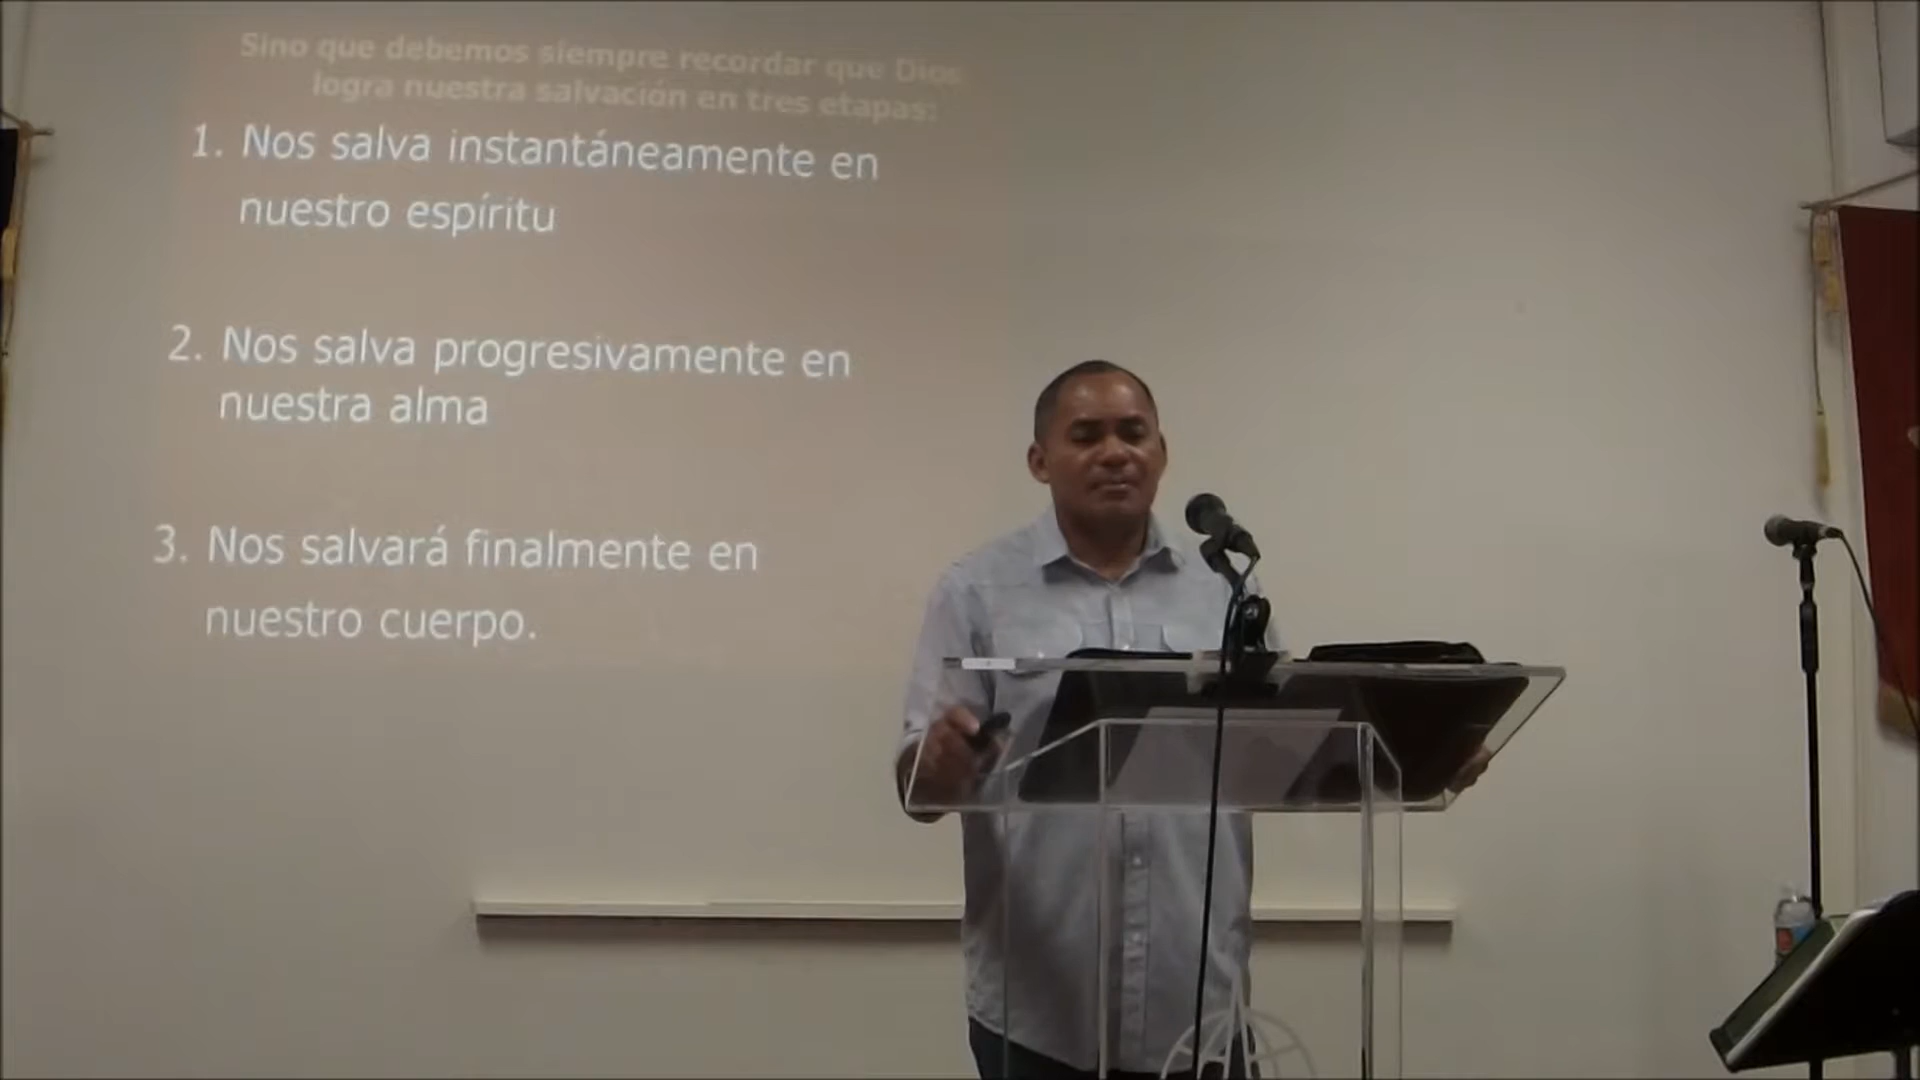 Sino que debemos siempre recordar que Dios
logra nuestra salvación en tres etapas:
1. Nos salva instantáneamente en
nuestro espíritu
2. Nos salva progresivamente en
nuestra alma
3. Nos salvará finalmente en
nuestro cuerpo.